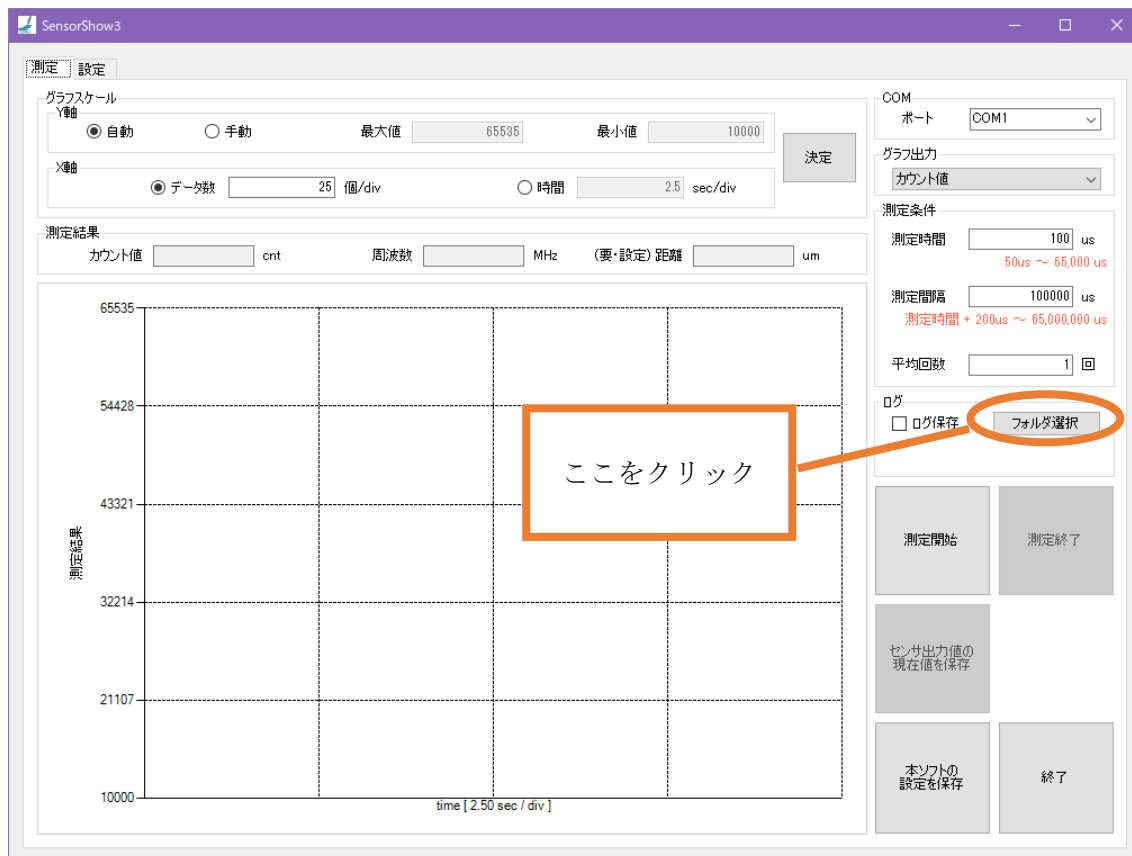 SensorShow3
測定 設定
グラフスケール
Y軸
自動 手動 最大値 65535 最小値 10000
決定
X軸
データ数 25 個/div 時間 2.5 sec/div
測定結果
カウント値 cnt 周波数 MHz (要・設定)距離 um
65535
54428
43321
32214
21107
10000
測定結果
time [ 2.50 sec / div ]
ここをクリック
COM
ポート COM1
グラフ出力
カウント値
測定条件
測定時間 100 us
50us ～ 65,000 us
測定間隔 100000 us
測定時間 + 200us ～ 65,000,000 us
平均回数 1 回
ログ
ログ保存 フォルダ選択
測定開始 測定終了
センサ出力値の
現在値を保存
本ソフトの
設定を保存
終了